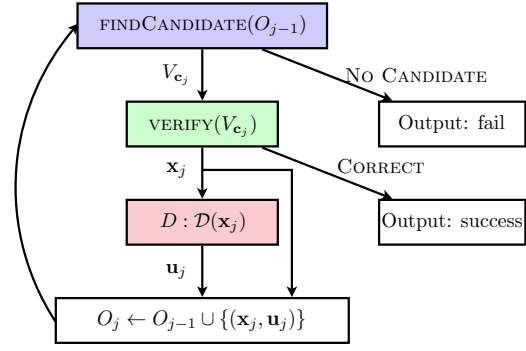 FINDCANDIDATE(O_{j−1})
V_{c_j}
NO CANDIDATE
VERIFY(V_{c_j})
Output: fail
x_j
CORRECT
D : 𝒟(x_j)
Output: success
u_j
O_j ← O_{j−1} ∪ {(x_j, u_j)}